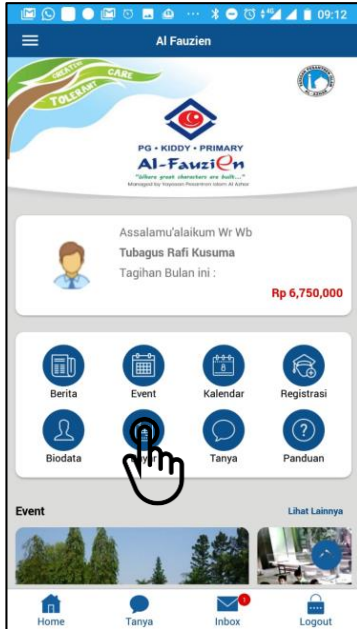 09:12
Al Fauzien
CREATIVE
CARE
TOLERANT
PG • KIDDY • PRIMARY
Al-Fauzien
"Where great characters are built..."
Managed by Yayasan Pesantren Islam Al Azhar
Assalamu'alaikum Wr Wb
Tubagus Rafi Kusuma
Tagihan Bulan ini :
Rp 6,750,000
Berita
Event
Kalendar
Registrasi
Biodata
Tanya
Panduan
Event
Lihat Lainnya
Home
Tanya
Inbox
1
Logout